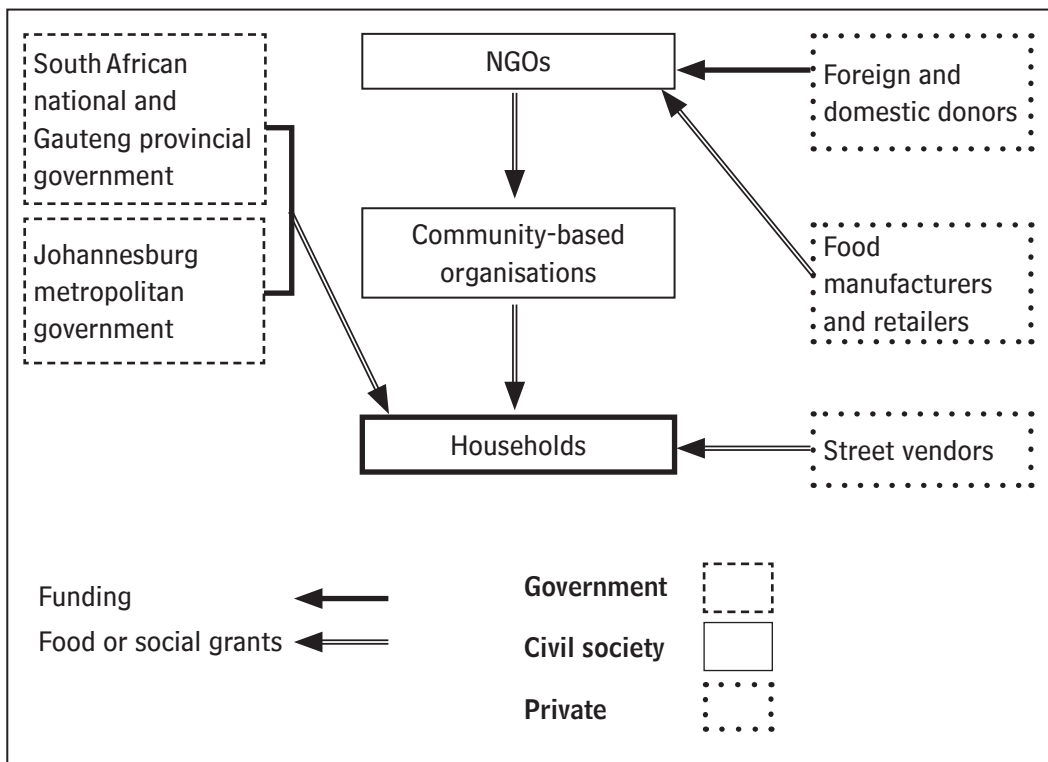 South African
national and
Gauteng provincial
government
Johannesburg
metropolitan
government
NGOs
Community-based
organisations
Households
Foreign and
domestic donors
Food
manufacturers
and retailers
Street vendors
Funding
Food or social grants
Government
Civil society
Private